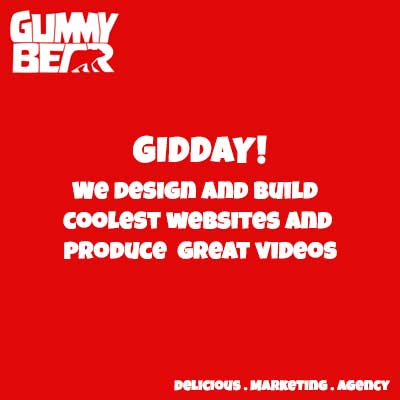 GUMMY
BEAR
GIDDAY!
We Design and Build
Coolest Websites and
Produce Great Videos
Delicious . Marketing . Agency